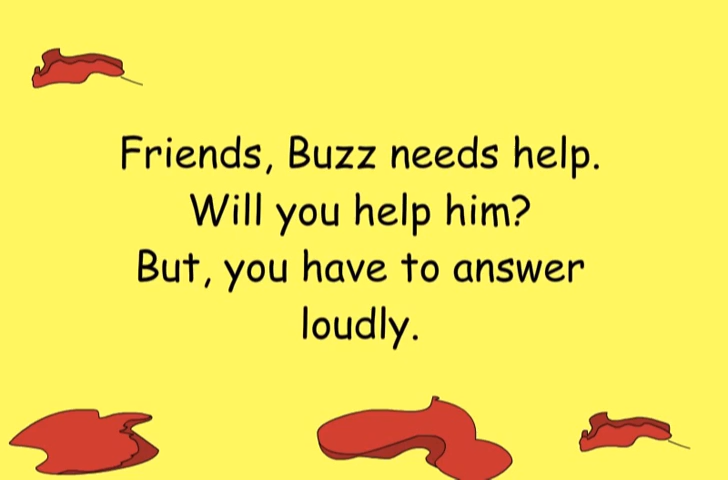 Friends, Buzz needs help.
Will you help him?
But, you have to answer
loudly.